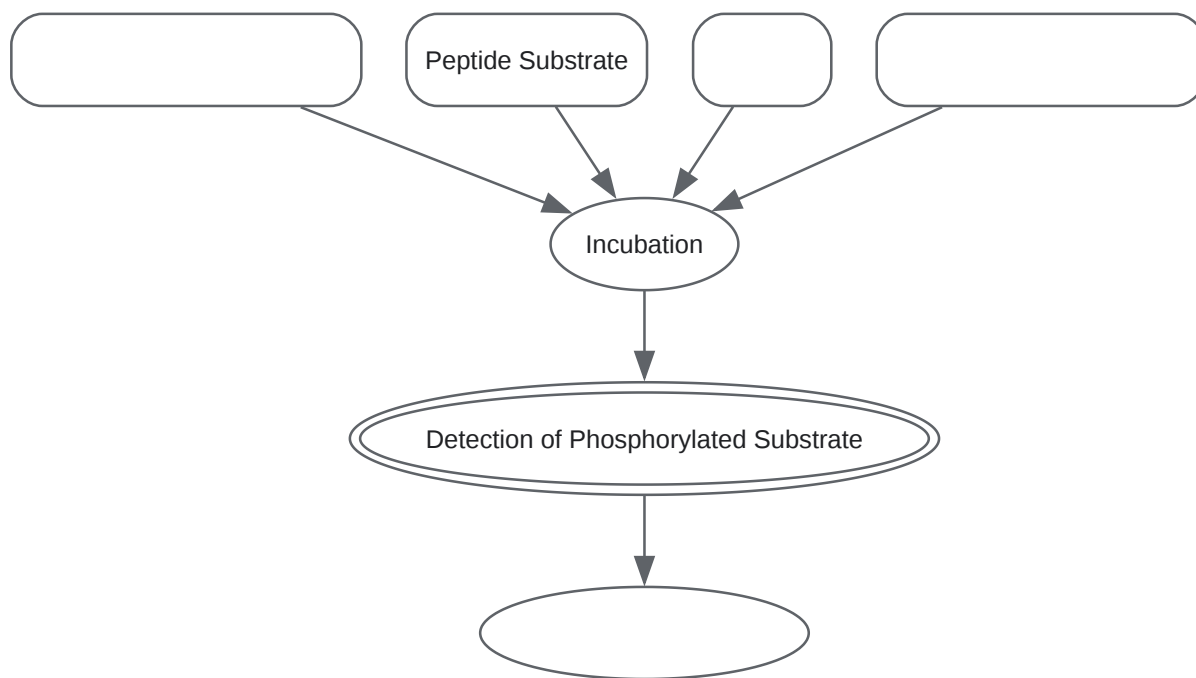 Peptide Substrate
Incubation
Detection of Phosphorylated Substrate